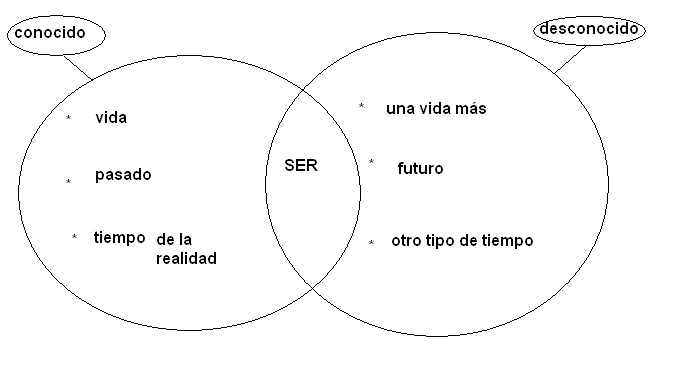 conocido
desconocido
* vida
* pasado
* tiempo de la
realidad
SER
* una vida más
* futuro
* otro tipo de tiempo